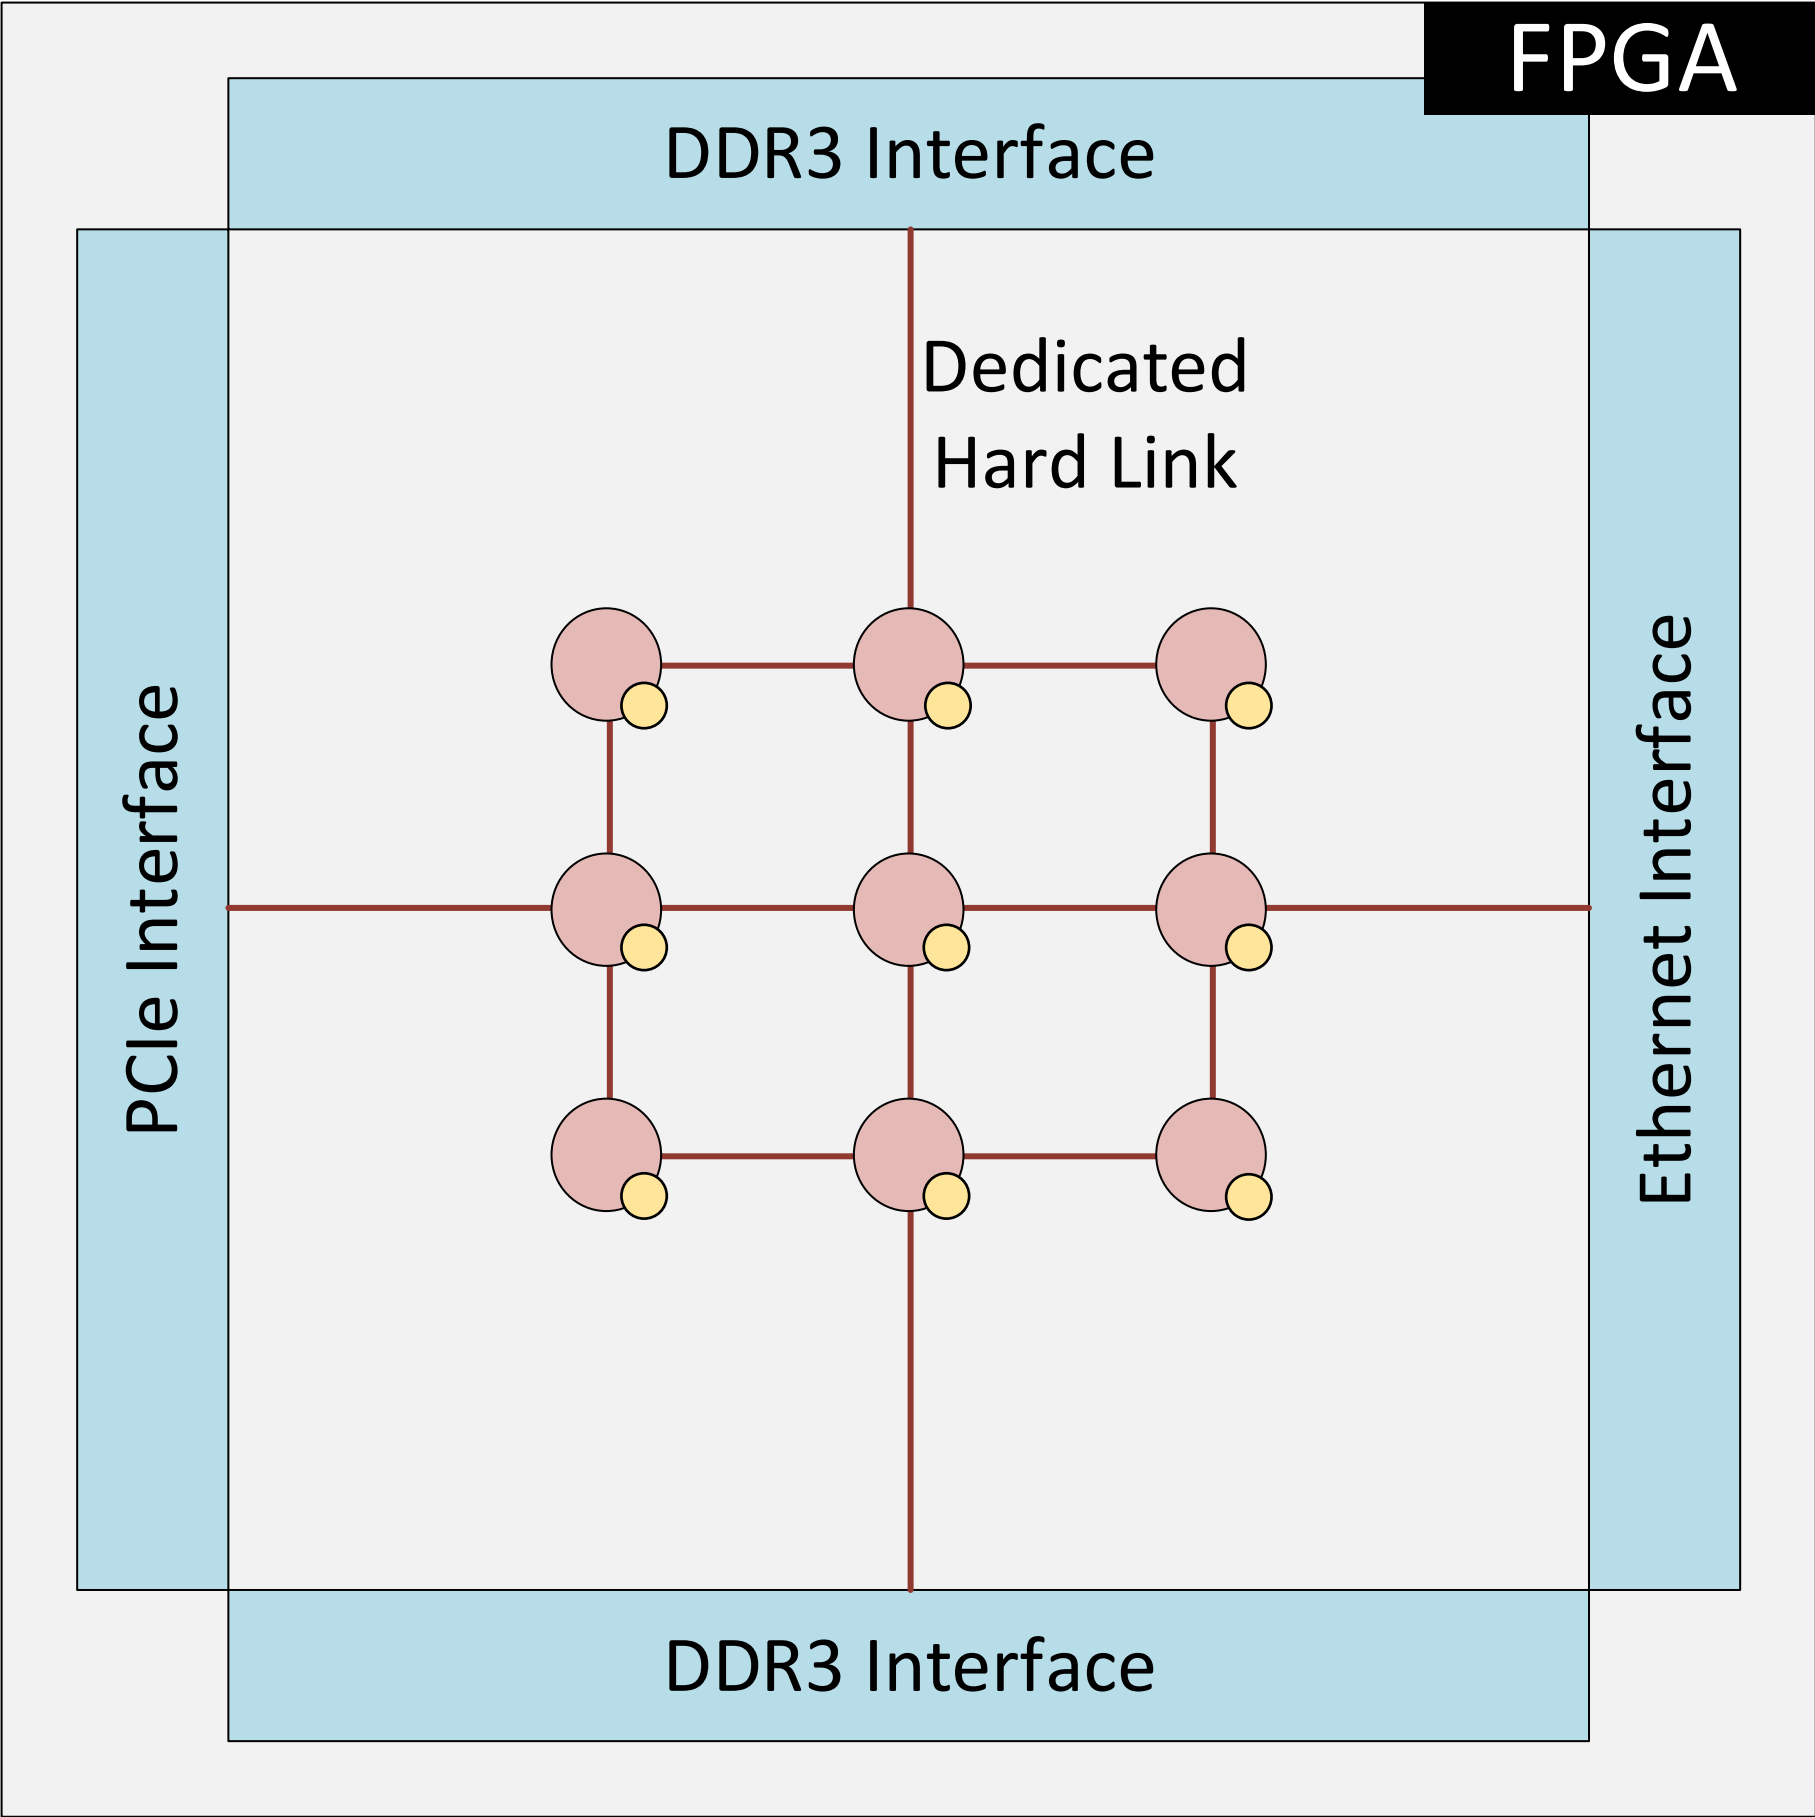 FPGA
DDR3 Interface
Dedicated
Hard Link
PCIe Interface
Ethernet Interface
DDR3 Interface